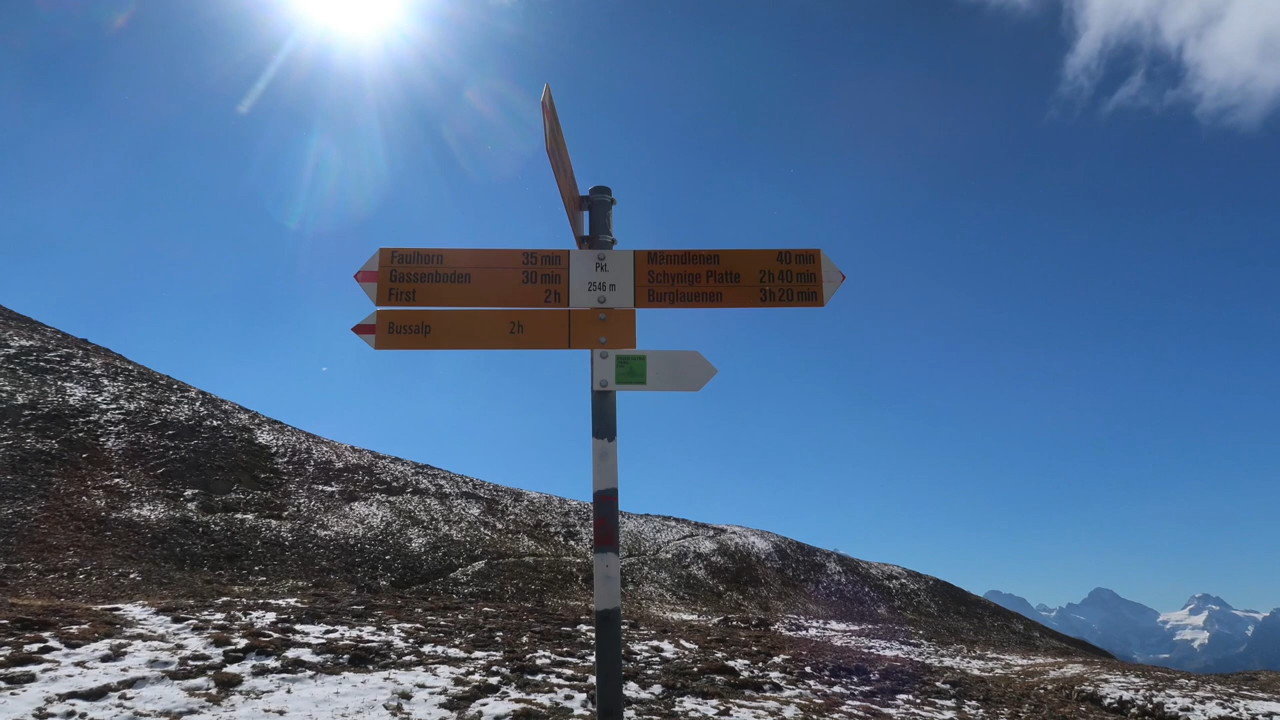 Faulhorn 35 min
Gassenboden 30 min
First 2h
Pkt.
2546 m
Männdlenen 40 min
Schynige Platte 2h 40 min
Burglauenen 3h 20 min
Bussalp 2h